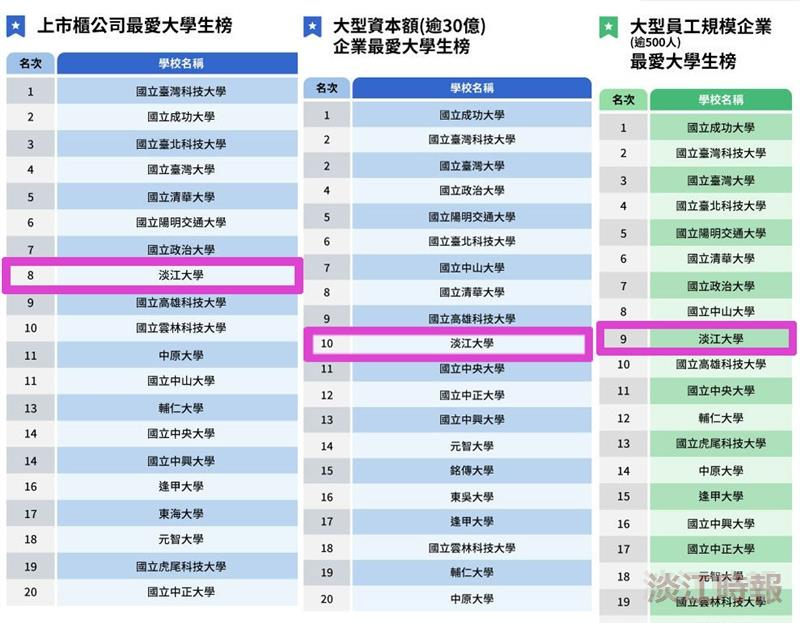 上市櫃公司最愛大學生榜
名次 學校名稱
1 國立臺灣科技大學
2 國立成功大學
3 國立臺北科技大學
4 國立臺灣大學
5 國立清華大學
6 國立陽明交通大學
7 國立政治大學
8 淡江大學
9 國立高雄科技大學
10 國立雲林科技大學
11 中原大學
11 國立中山大學
13 輔仁大學
14 國立中央大學
14 國立中興大學
16 逢甲大學
17 東海大學
18 元智大學
19 國立虎尾科技大學
20 國立中正大學
大型資本額(逾30億)
企業最愛大學生榜
名次 學校名稱
1 國立成功大學
2 國立臺灣科技大學
2 國立臺灣大學
4 國立政治大學
5 國立陽明交通大學
6 國立臺北科技大學
7 國立中山大學
8 國立清華大學
9 國立高雄科技大學
10 淡江大學
11 國立中央大學
12 國立中正大學
13 國立中興大學
14 元智大學
15 銘傳大學
16 東吳大學
17 逢甲大學
18 國立雲林科技大學
19 輔仁大學
20 中原大學
大型員工規模企業
(逾500人)
最愛大學生榜
名次 學校名稱
1 國立成功大學
2 國立臺灣科技大學
3 國立臺灣大學
4 國立臺北科技大學
5 國立陽明交通大學
6 國立清華大學
7 國立政治大學
8 國立中山大學
9 淡江大學
10 國立高雄科技大學
11 國立中央大學
12 輔仁大學
13 國立虎尾科技大學
14 中原大學
15 逢甲大學
16 國立中興大學
17 國立中正大學
18 元智大學
19 國立雲林科技大學
淡江時報